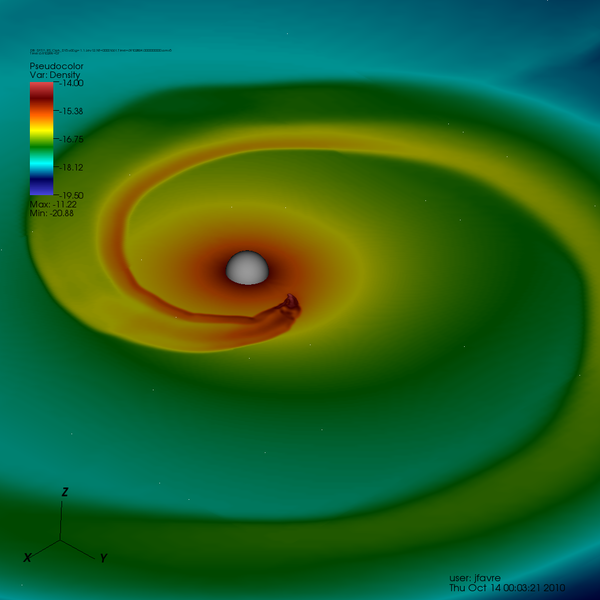 Pseudocolor
Var: Density
-14.00
-15.38
-16.75
-18.12
-19.50
Max: -11.22
Min: -20.88
Z
X
Y
user: jfavre
Thu Oct 14 00:03:21 2010